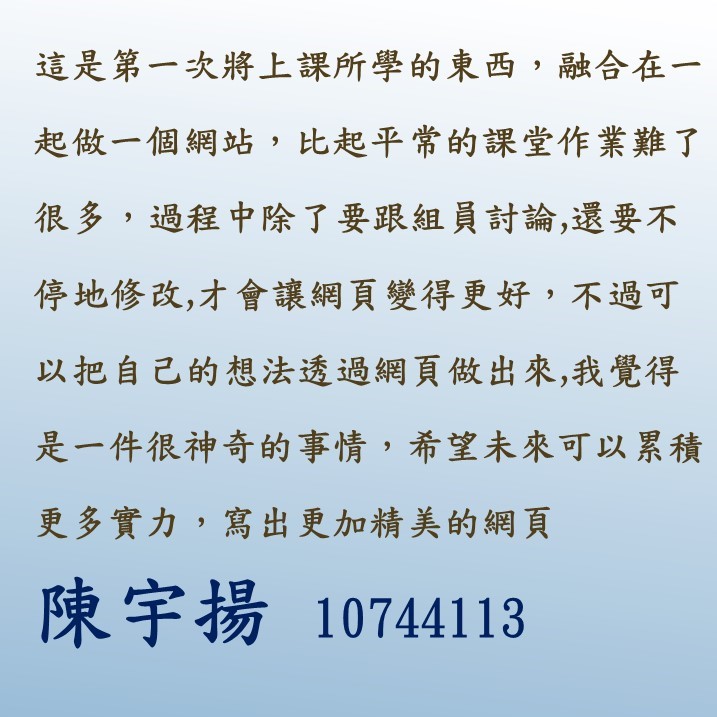 這是第一次將上課所學的東西，融合在一
起做一個網站，比起平常的課堂作業難了
很多，過程中除了要跟組員討論,還要不
停地修改,才會讓網頁變得更好，不過可
以把自己的想法透過網頁做出來,我覺得
是一件很神奇的事情，希望未來可以累積
更多實力，寫出更加精美的網頁
陳宇揚 10744113